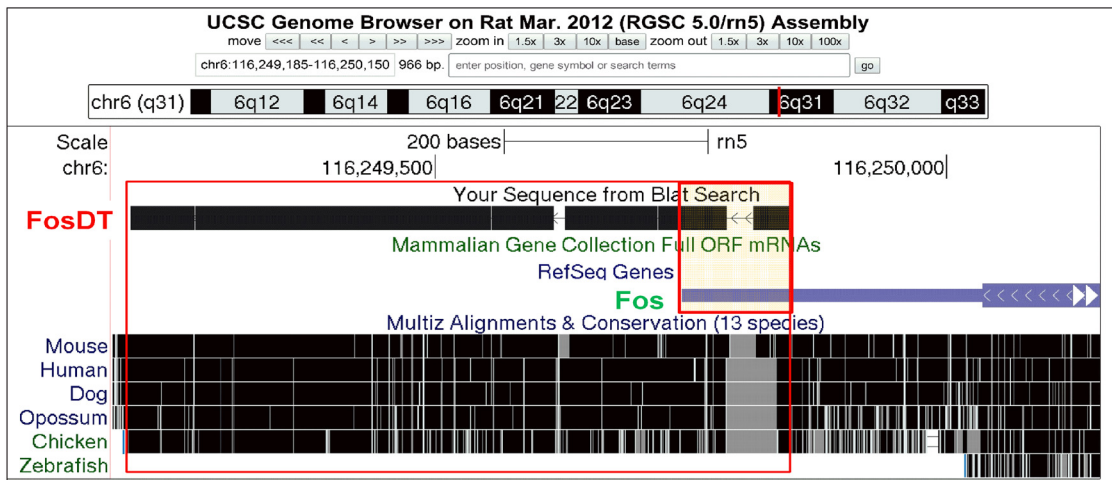 UCSC Genome Browser on Rat Mar. 2012 (RGSC 5.0/rn5) Assembly
move <<< << < > >> >>> zoom in 1.5x 3x 10x base zoom out 1.5x 3x 10x 100x
chr6:116,249,185-116,250,150 966 bp. enter position, gene symbol or search terms go
chr6 (q31) 6q12 6q14 6q16 6q21 22 6q23 6q24 6q31 6q32 q33
Scale 200 bases rn5
chr6: 116,249,500 116,250,000
Your Sequence from Blat Search
FosDT
Mammalian Gene Collection Full ORF mRNAs
RefSeq Genes
Fos
Multiz Alignments & Conservation (13 species)
Mouse
Human
Dog
Opossum
Chicken
Zebrafish